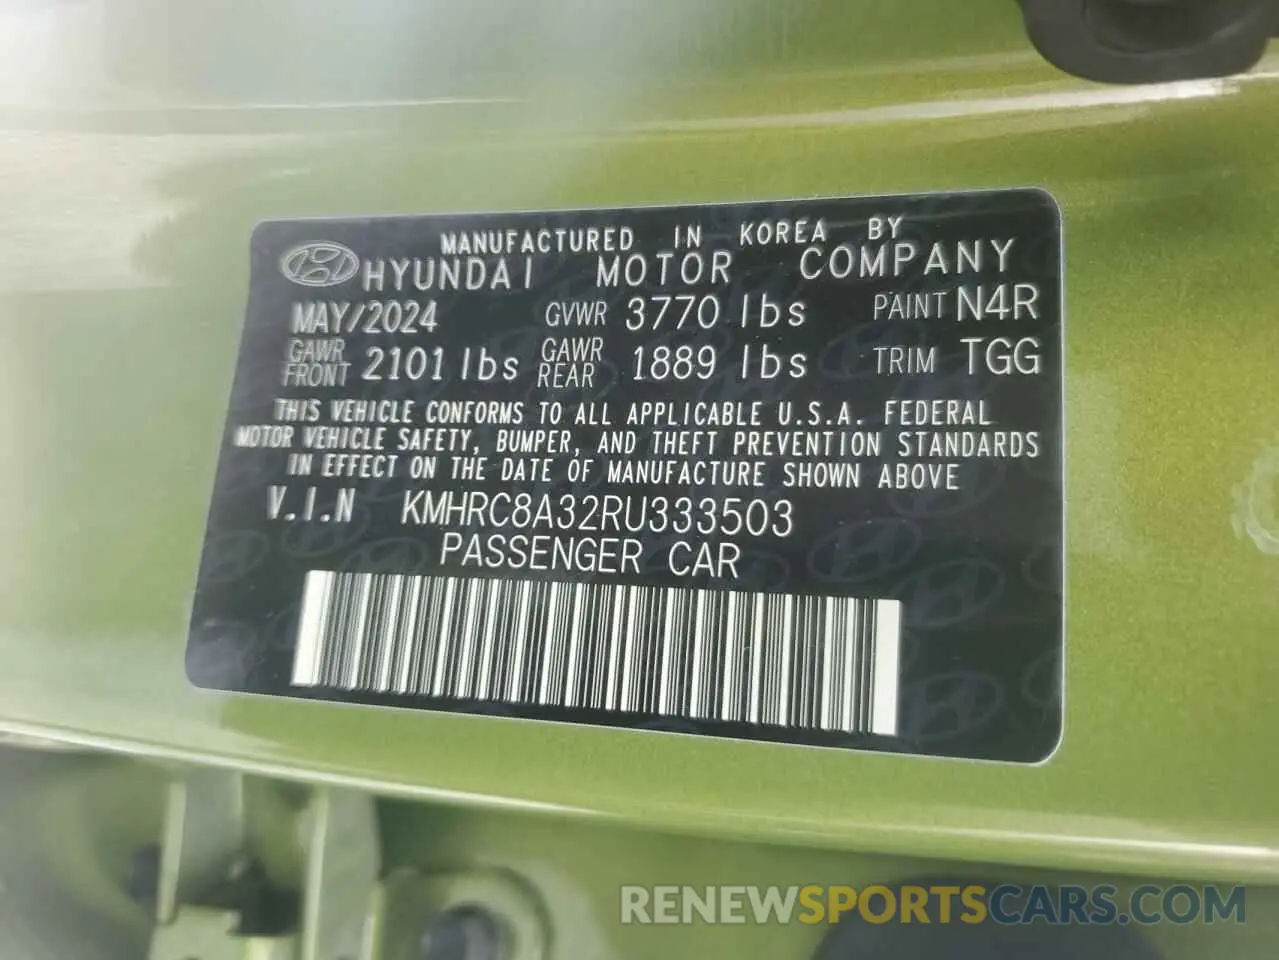 MANUFACTURED IN KOREA BY
HYUNDAI MOTOR COMPANY
MAY/2024 GVWR 3770 lbs PAINT N4R
GAWR FRONT 2101 lbs GAWR REAR 1889 lbs TRIM TGG
THIS VEHICLE CONFORMS TO ALL APPLICABLE U.S.A. FEDERAL
MOTOR VEHICLE SAFETY, BUMPER, AND THEFT PREVENTION STANDARDS
IN EFFECT ON THE DATE OF MANUFACTURE SHOWN ABOVE
V.I.N KMHRC8A32RU333503
PASSENGER CAR
RENEWSPORTSCARS.COM